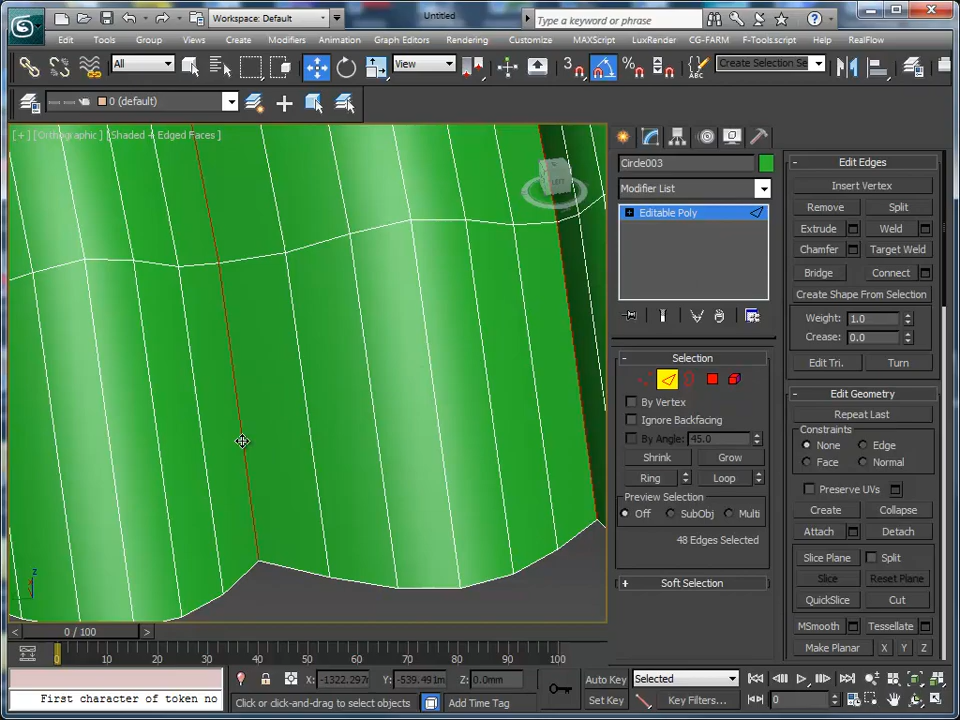 Workspace: Default
Untitled
Type a keyword or phrase
Edit Tools Group Views Create Modifiers Animation Graph Editors Rendering Customize MAXScript LuxRender CG-FARM F-Tools.script Help RealFlow
All View 3 Create Selection Se
0 (default)
[+] [Orthographic] [Shaded + Edged Faces]
LEFT
Circle003
Modifier List
Editable Poly
Selection
By Vertex
Ignore Backfacing
By Angle: 45.0
Shrink Grow
Ring Loop
Preview Selection
Off SubObj Multi
48 Edges Selected
Soft Selection
Edit Edges
Insert Vertex
Remove Split
Extrude Weld
Chamfer Target Weld
Bridge Connect
Create Shape From Selection
Weight: 1.0
Crease: 0.0
Edit Tri. Turn
Edit Geometry
Repeat Last
Constraints
None Edge
Face Normal
Preserve UVs
Create Collapse
Attach Detach
Slice Plane Split
Slice Reset Plane
QuickSlice Cut
MSmooth Tessellate
Make Planar X Y Z
z
0 / 100
0 10 20 30 40 50 60 70 80 90 100
X: -1322.297m Y: -539.491m Z: 0.0mm
Auto Key Selected
First character of token no
Click or click-and-drag to select objects
Add Time Tag
Set Key Key Filters... 0